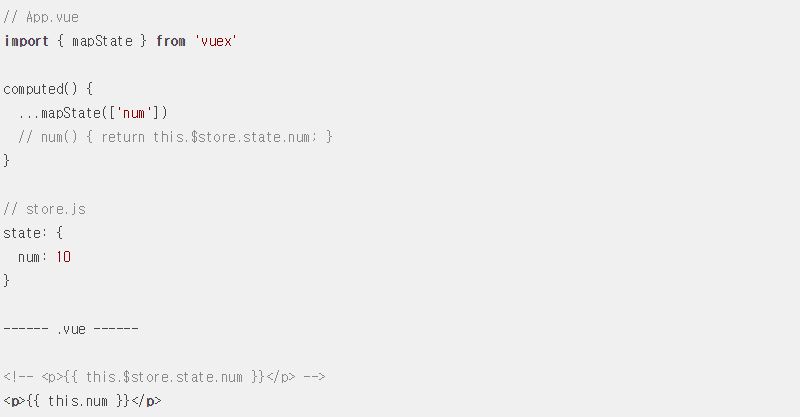 // App.vue
import { mapState } from 'vuex'

computed() {
  ...mapState(['num'])
  // num() { return this.$store.state.num; }
}

// store.js
state: {
  num: 10
}

------ .vue ------

<!-- <p>{{ this.$store.state.num }}</p> -->
<p>{{ this.num }}</p>